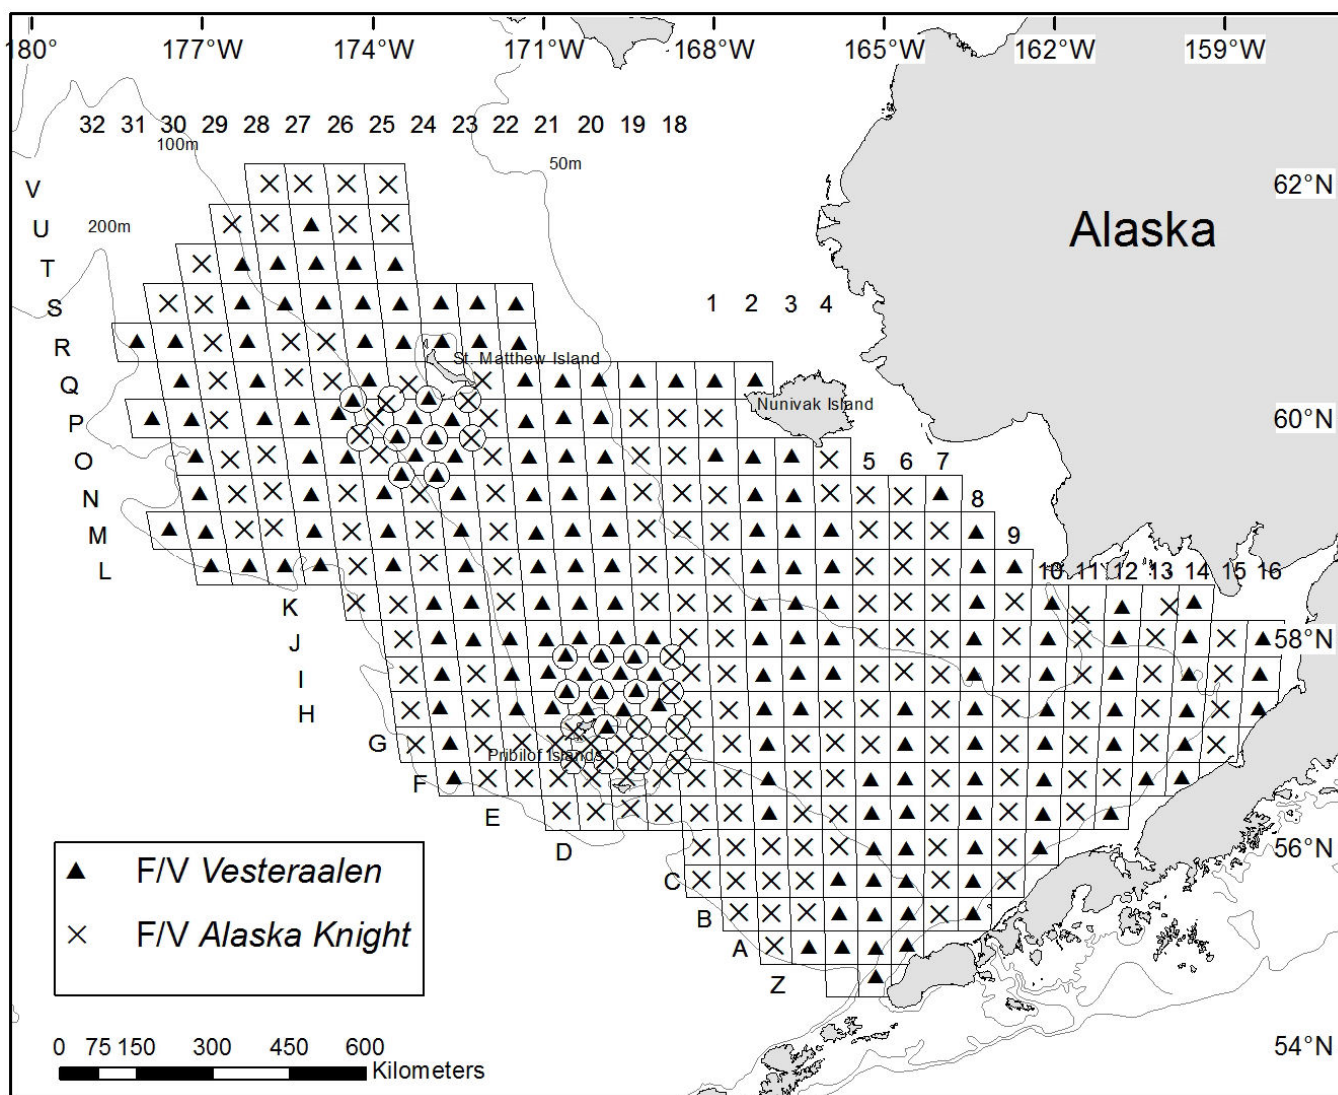 180° 177°W 174°W 171°W 168°W 165°W 162°W 159°W
32 31 30 29 28 27 26 25 24 23 22 21 20 19 18
100m
50m
V
62°N
U
200m
Alaska
T
S
1 2 3 4
R
St. Matthew Island
Q
Nunivak Island
P
60°N
O
5 6 7
N
8
M
9
L
10 11 12 13 14 15 16
K
J
58°N
I
H
G
Pribilof Islands
F
E
D
56°N
F/V Vesteraalen
C
B
F/V Alaska Knight
A
Z
0 75 150 300 450 600
Kilometers
54°N